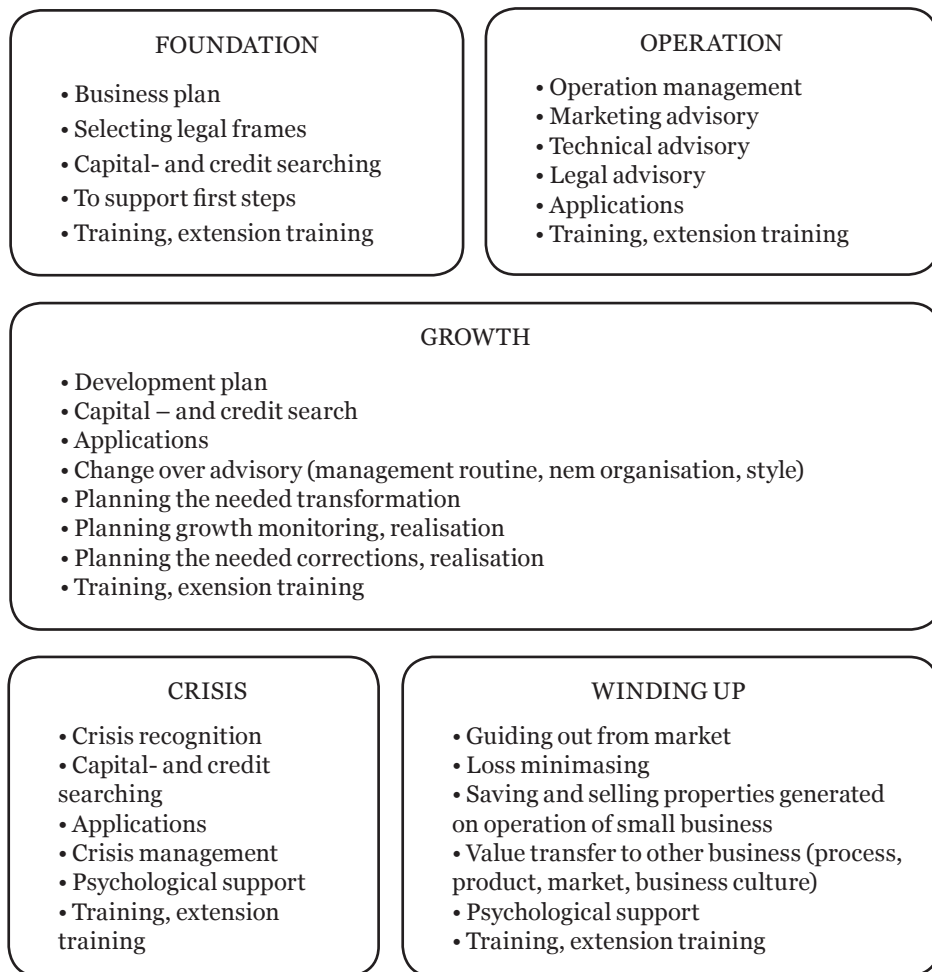 FOUNDATION
• Business plan
• Selecting legal frames
• Capital- and credit searching
• To support first steps
• Training, extension training
OPERATION
• Operation management
• Marketing advisory
• Technical advisory
• Legal advisory
• Applications
• Training, extension training
GROWTH
• Development plan
• Capital – and credit search
• Applications
• Change over advisory (management routine, nem organisation, style)
• Planning the needed transformation
• Planning growth monitoring, realisation
• Planning the needed corrections, realisation
• Training, exension training
CRISIS
• Crisis recognition
• Capital- and credit
searching
• Applications
• Crisis management
• Psychological support
• Training, extension
training
WINDING UP
• Guiding out from market
• Loss minimasing
• Saving and selling properties generated
on operation of small business
• Value transfer to other business (process,
product, market, business culture)
• Psychological support
• Training, extension training